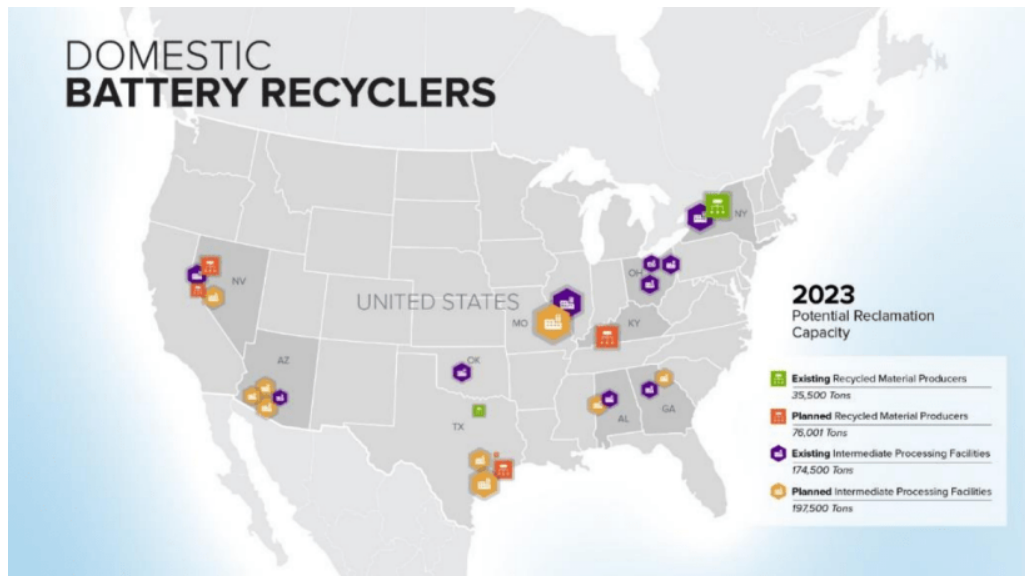 DOMESTIC
BATTERY RECYCLERS
NY
OH
NV
UNITED STATES
MO
KY
AZ
OK
TX
AL
GA
2023
Potential Reclamation
Capacity
Existing Recycled Material Producers
35,500 Tons
Planned Recycled Material Producers
76,001 Tons
Existing Intermediate Processing Facilities
174,500 Tons
Planned Intermediate Processing Facilities
197,500 Tons